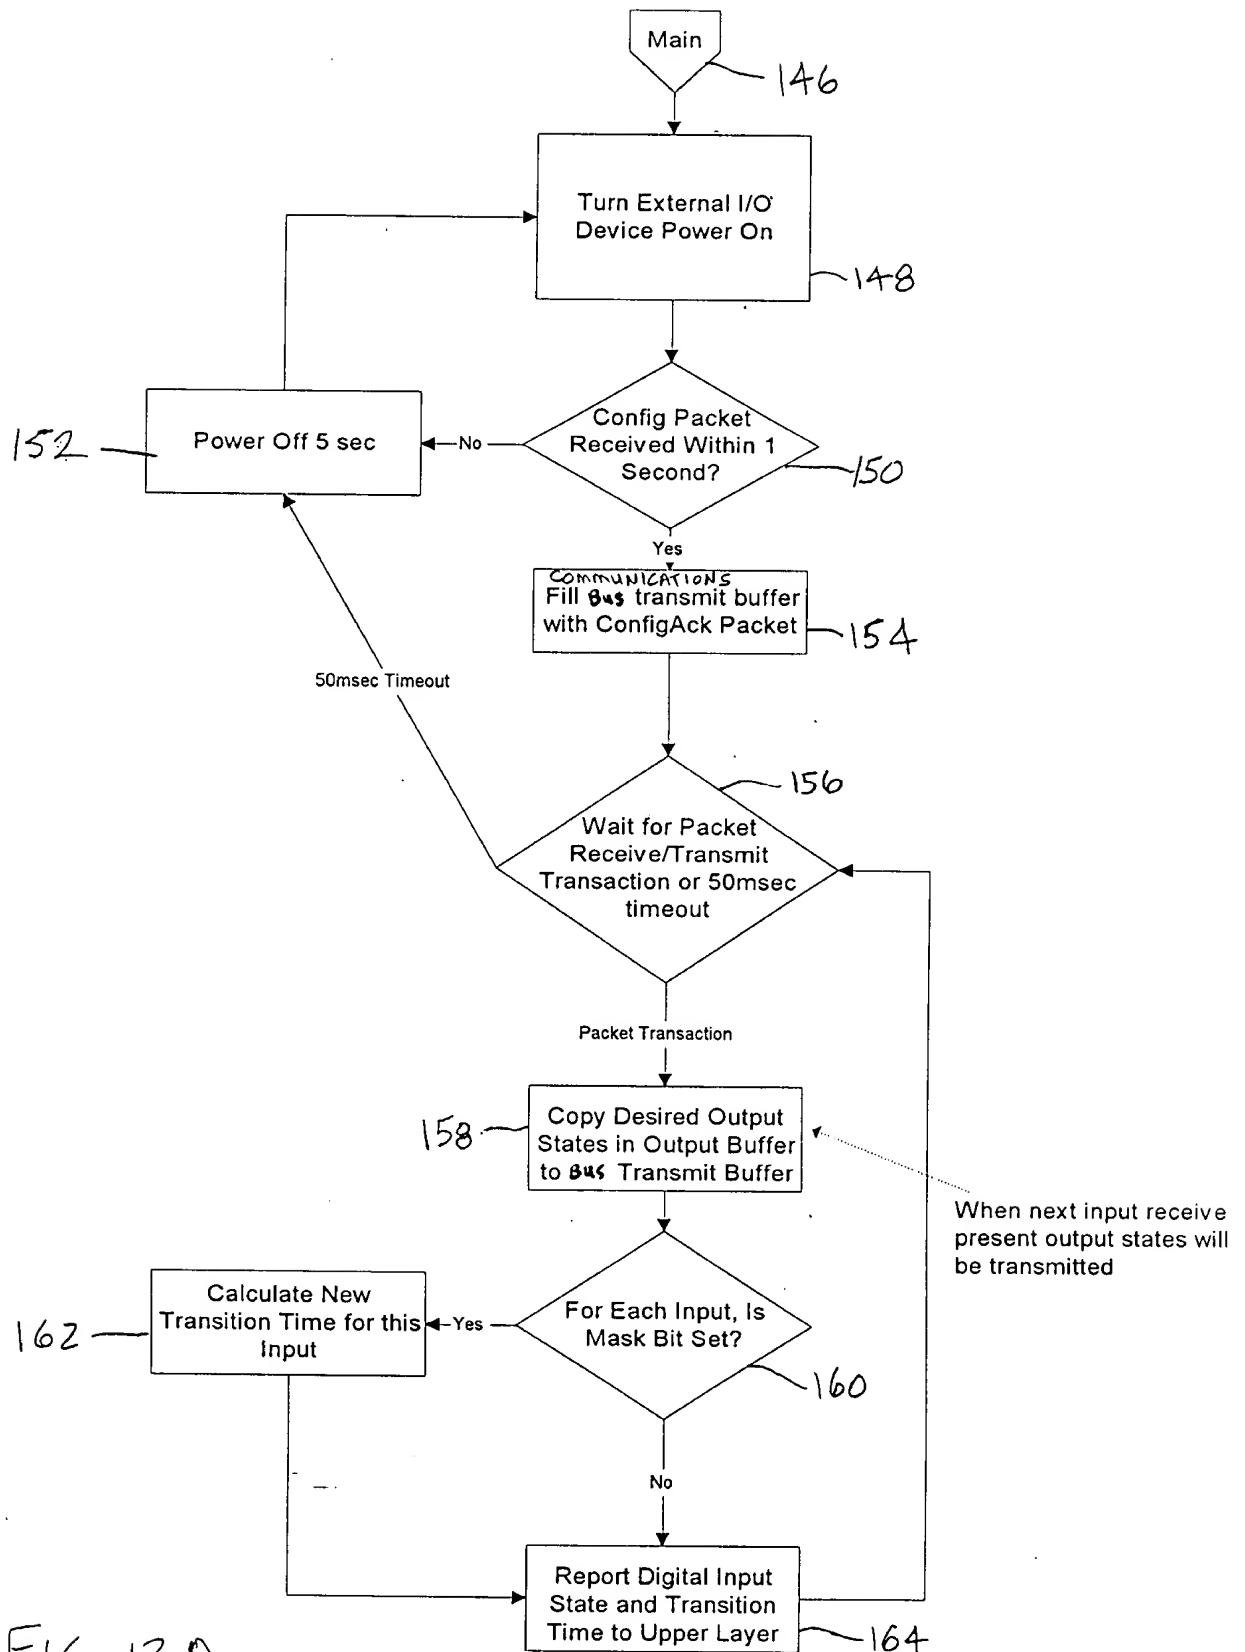 Main
146
Turn External I/O
Device Power On
148
Config Packet
Received Within 1
Second?
150
No
Power Off 5 sec
152
Yes
COMMUNICATIONS
Fill Bus transmit buffer
with ConfigAck Packet
154
50msec Timeout
156
Wait for Packet
Receive/Transmit
Transaction or 50msec
timeout
Packet Transaction
158
Copy Desired Output
States in Output Buffer
to Bus Transmit Buffer
When next input receive
present output states will
be transmitted
For Each Input, Is
Mask Bit Set?
160
Yes
Calculate New
Transition Time for this
Input
162
No
Report Digital Input
State and Transition
Time to Upper Layer
164